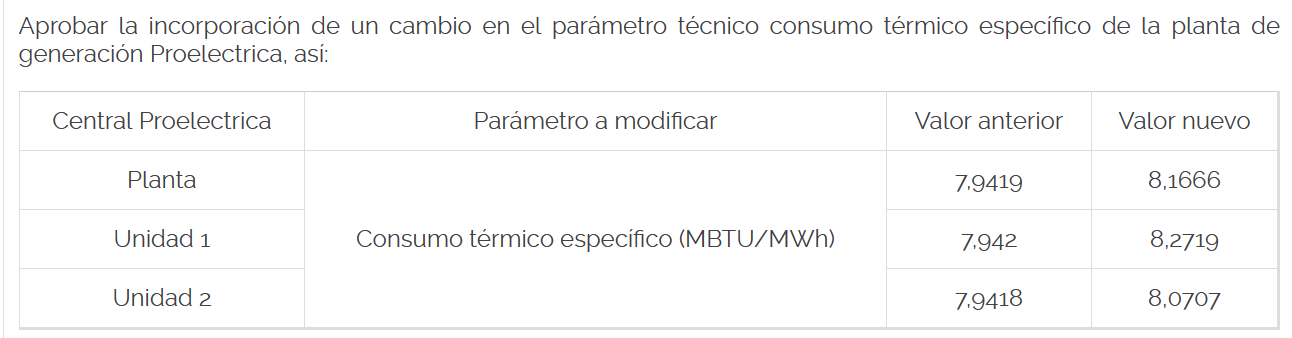 Aprobar la incorporación de un cambio en el parámetro técnico consumo térmico específico de la planta de
generación Proelectrica, así:
Central Proelectrica Parámetro a modificar Valor anterior Valor nuevo
Planta 7,9419 8,1666
Unidad 1 Consumo térmico específico (MBTU/MWh) 7,942 8,2719
Unidad 2 7,9418 8,0707